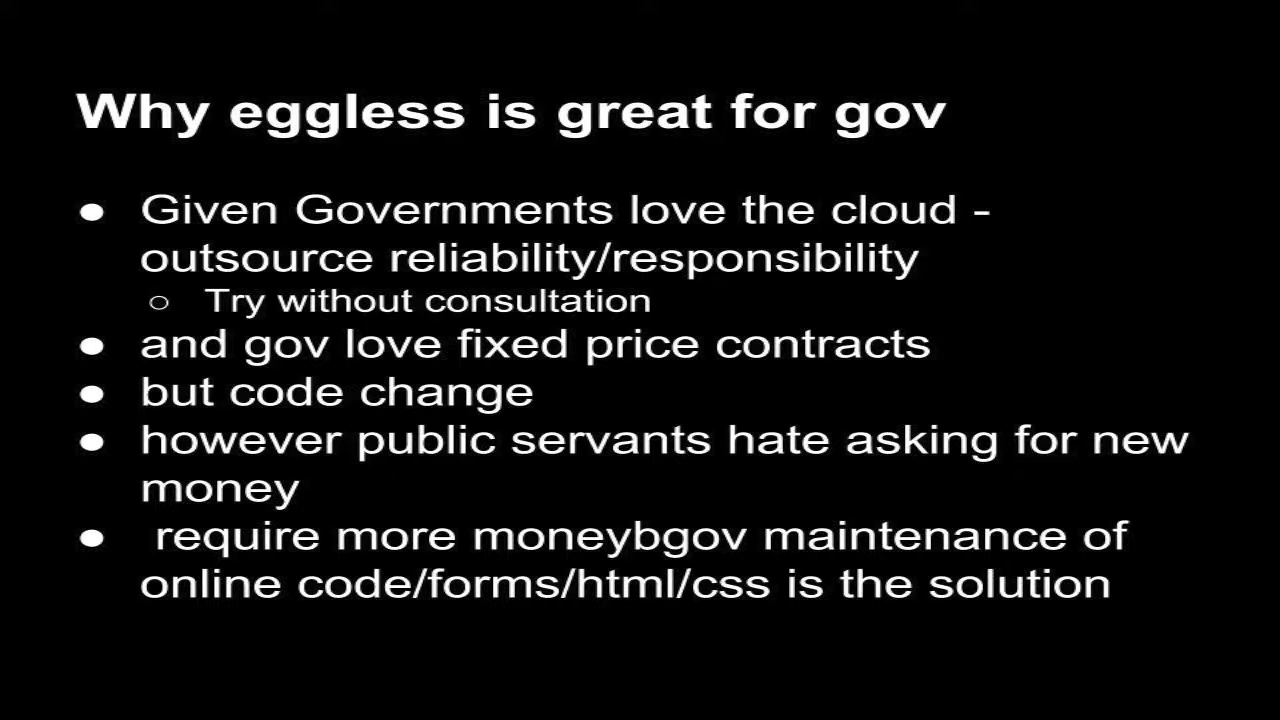 Why eggless is great for gov
● Given Governments love the cloud -
outsource reliability/responsibility
○ Try without consultation
● and gov love fixed price contracts
● but code change
● however public servants hate asking for new
money
● require more moneybgov maintenance of
online code/forms/html/css is the solution